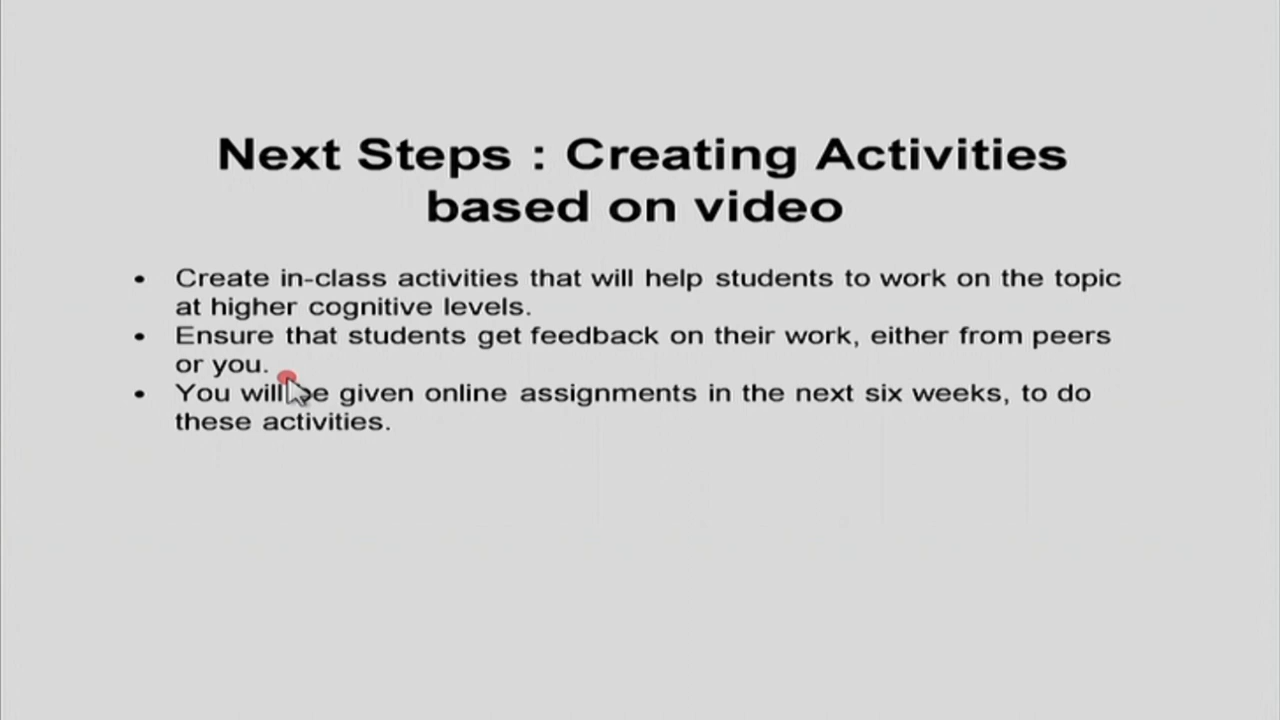 Next Steps : Creating Activities
based on video
• Create in-class activities that will help students to work on the topic
at higher cognitive levels.
• Ensure that students get feedback on their work, either from peers
or you.
• You will be given online assignments in the next six weeks, to do
these activities.